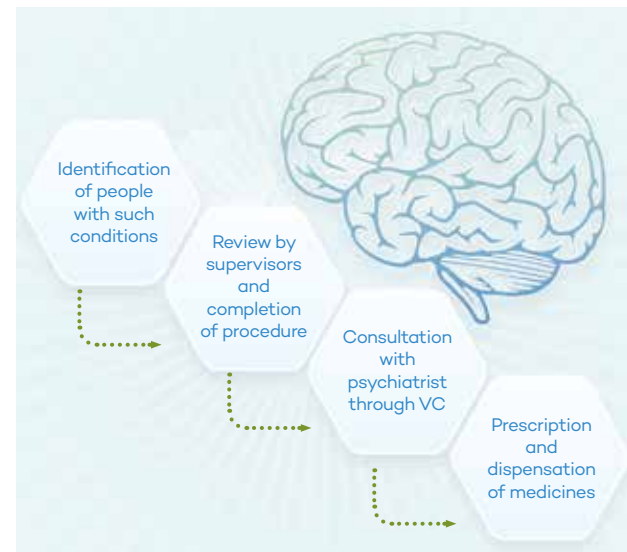 Identification
of people
with such
conditions
Review by
supervisors
and
completion
of procedure
Consultation
with
psychiatrist
through VC
Prescription
and
dispensation
of medicines